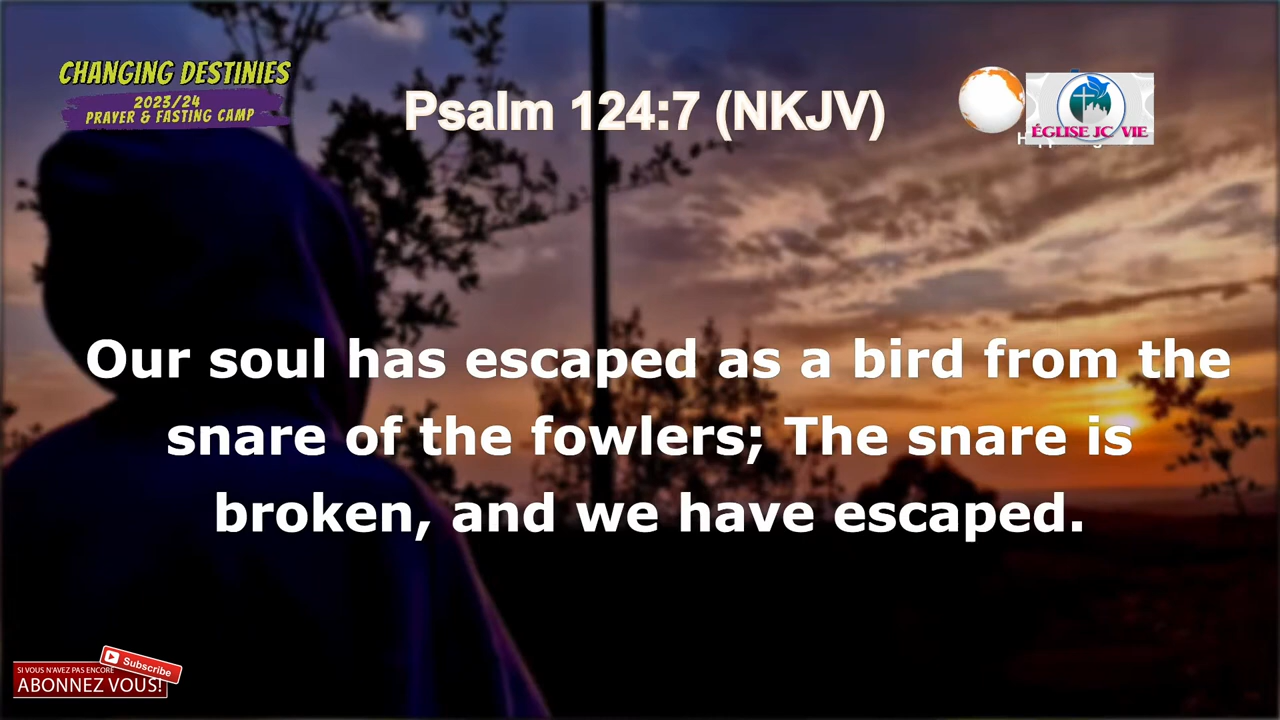 CHANGING DESTINIES
2023/24
PRAYER & FASTING CAMP
Psalm 124:7 (NKJV)
ÉGLISE JC VIE
Our soul has escaped as a bird from the
snare of the fowlers; The snare is
broken, and we have escaped.
SI VOUS N'AVEZ PAS ENCORE
Subscribe
ABONNEZ VOUS!